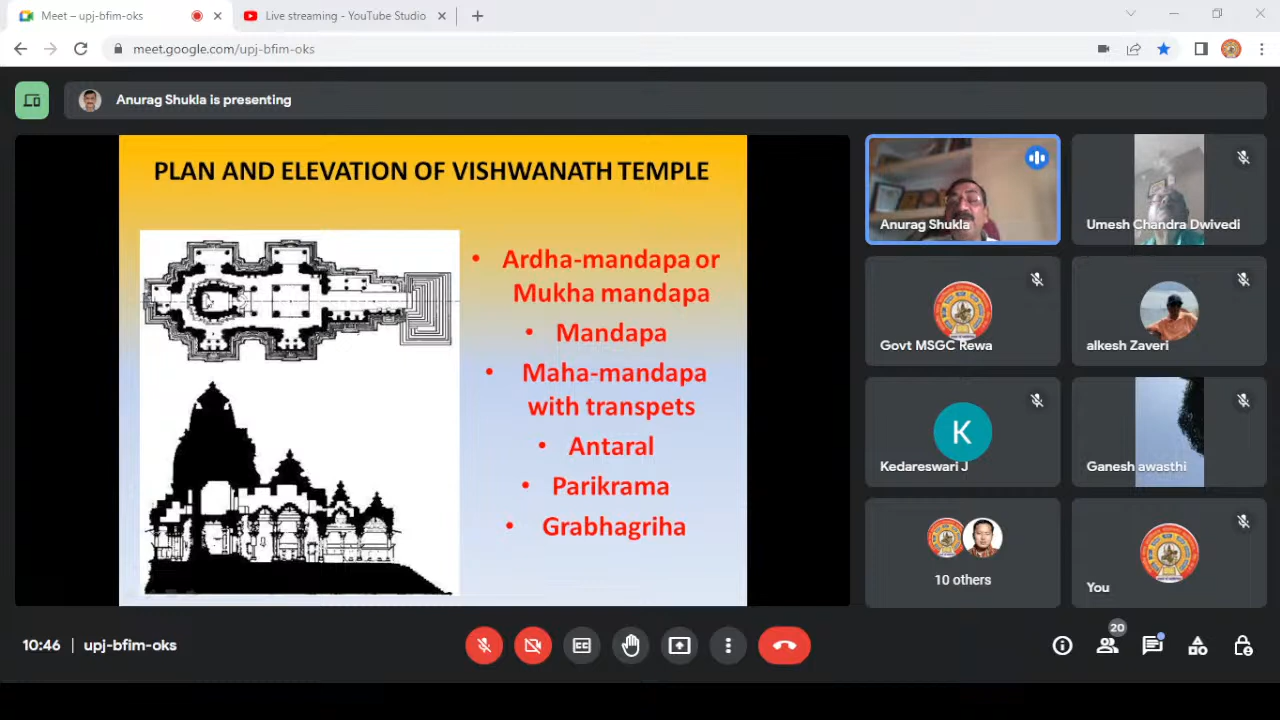 Meet – upj-bfim-oks
Live streaming - YouTube Studio
meet.google.com/upj-bfim-oks
Anurag Shukla is presenting
PLAN AND ELEVATION OF VISHWANATH TEMPLE
• Ardha-mandapa or
Mukha mandapa
• Mandapa
• Maha-mandapa
with transpets
• Antaral
• Parikrama
• Grabhagriha
Anurag Shukla
Umesh Chandra Dwivedi
Govt MSGC Rewa
alkesh Zaveri
K
Kedareswari J
Ganesh awasthi
10 others
You
10:46 | upj-bfim-oks
20